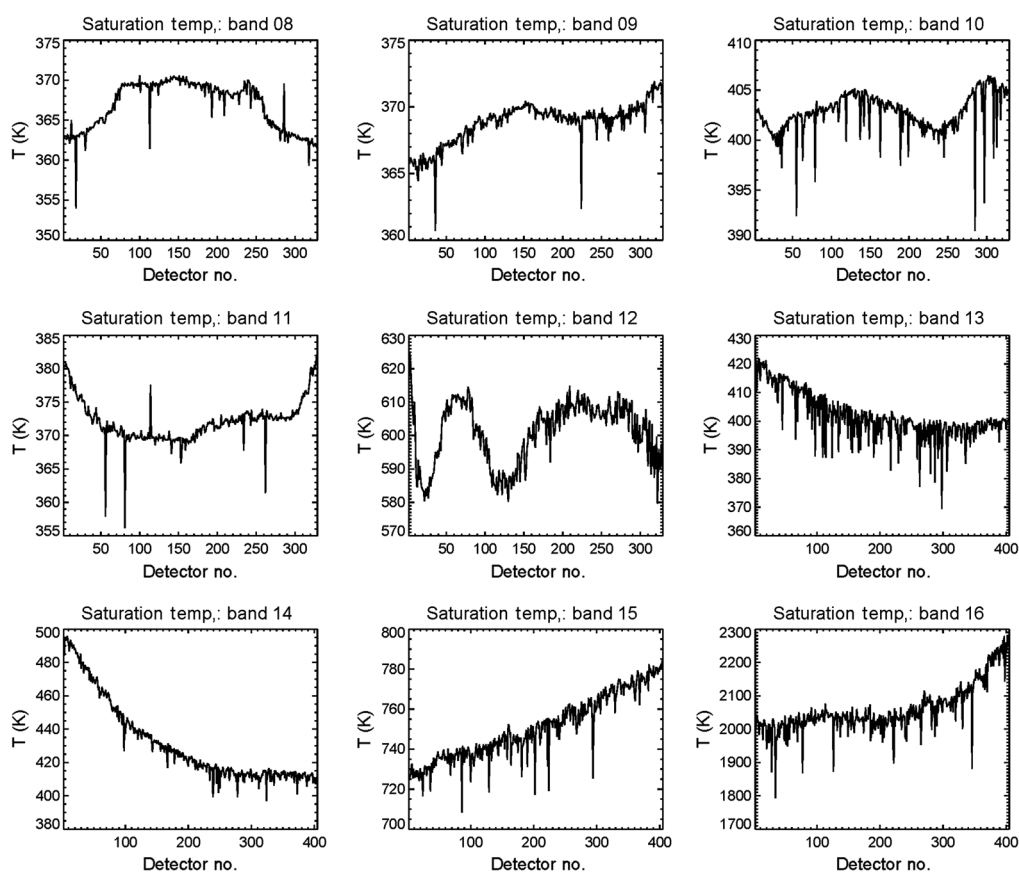 Saturation temp,: band 08
375
370
365
360
355
350
T (K)
50 100 150 200 250 300
Detector no.
Saturation temp,: band 09
375
370
365
360
T (K)
50 100 150 200 250 300
Detector no.
Saturation temp,: band 10
410
405
400
395
390
T (K)
50 100 150 200 250 300
Detector no.
Saturation temp,: band 11
385
380
375
370
365
360
355
T (K)
50 100 150 200 250 300
Detector no.
Saturation temp,: band 12
630
620
610
600
590
580
570
T (K)
50 100 150 200 250 300
Detector no.
Saturation temp,: band 13
430
420
410
400
390
380
370
360
T (K)
100 200 300 400
Detector no.
Saturation temp,: band 14
500
480
460
440
420
400
380
T (K)
100 200 300 400
Detector no.
Saturation temp,: band 15
800
780
760
740
720
700
T (K)
100 200 300 400
Detector no.
Saturation temp,: band 16
2300
2200
2100
2000
1900
1800
1700
T (K)
100 200 300 400
Detector no.